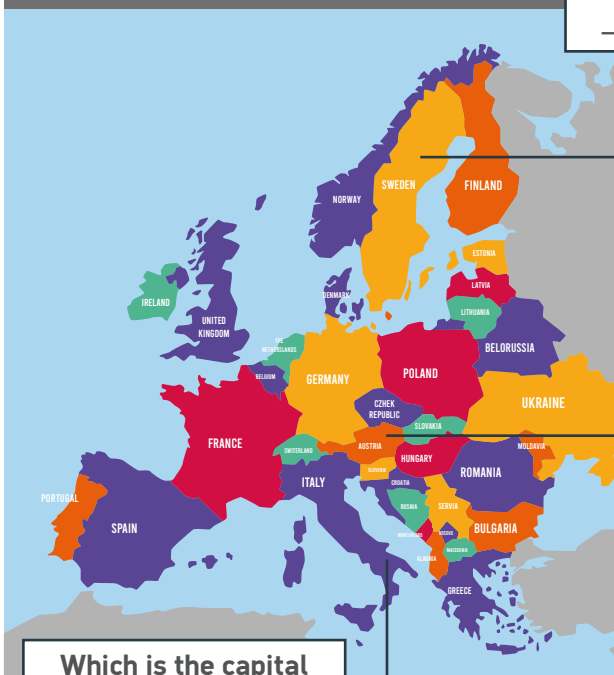 NORWAY
SWEDEN
FINLAND
ESTONIA
LATVIA
LITHUANIA
DENMARK
IRELAND
UNITED
KINGDOM
THE
NETHERLANDS
BELORUSSIA
BELGIUM
GERMANY
POLAND
UKRAINE
CZHEK
REPUBLIC
SLOVAKIA
FRANCE
SWITERLAND
AUSTRIA
MOLDAVIA
HUNGARY
SLOVENIA
ROMANIA
ITALY
CROATIA
PORTUGAL
BOSNIA
SERVIA
SPAIN
MONTENEGRO
KOSOVO
BULGARIA
MACEDONIA
ALBANIA
GREECE
Which is the capital